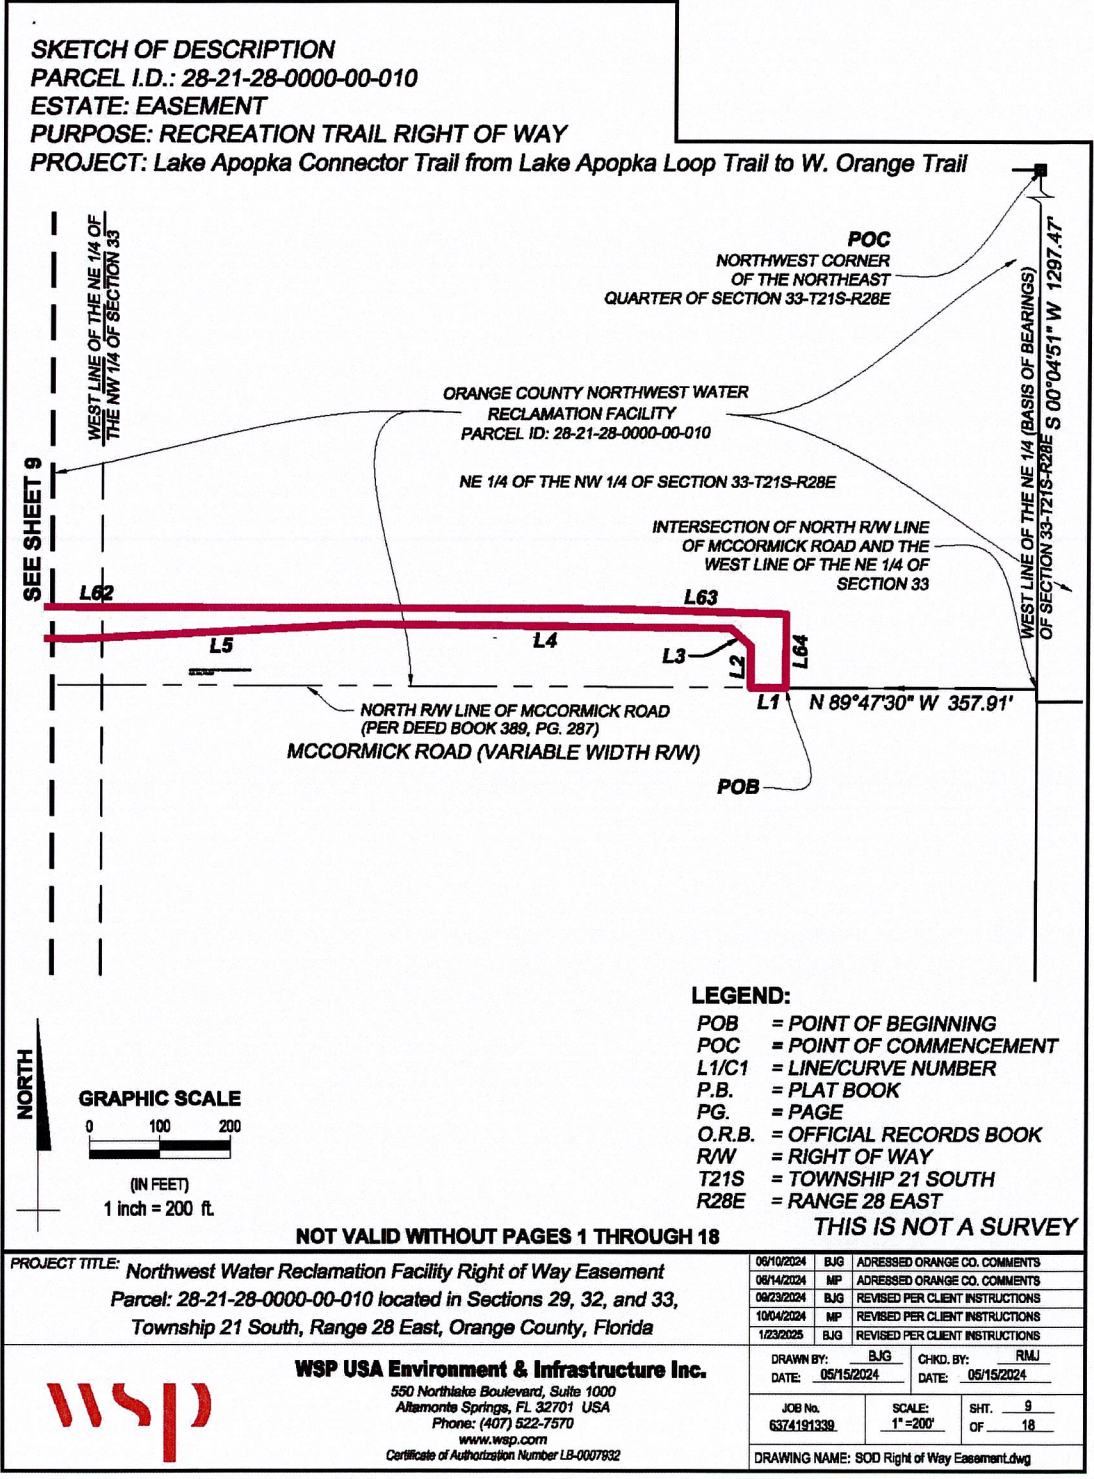 SKETCH OF DESCRIPTION
PARCEL I.D.: 28-21-28-0000-00-010
ESTATE: EASEMENT
PURPOSE: RECREATION TRAIL RIGHT OF WAY
PROJECT: Lake Apopka Connector Trail from Lake Apopka Loop Trail to W. Orange Trail
WEST LINE OF THE NE 1/4 OF
THE NW 1/4 OF SECTION 33
POC
NORTHWEST CORNER
OF THE NORTHEAST
QUARTER OF SECTION 33-T21S-R28E
WEST LINE OF THE NE 1/4 (BASIS OF BEARINGS)
OF SECTION 33-T21S-R28E
S 00°04'51" W 1297.47'
ORANGE COUNTY NORTHWEST WATER
RECLAMATION FACILITY
PARCEL ID: 28-21-28-0000-00-010
NE 1/4 OF THE NW 1/4 OF SECTION 33-T21S-R28E
INTERSECTION OF NORTH R/W LINE
OF MCCORMICK ROAD AND THE
WEST LINE OF THE NE 1/4 OF
SECTION 33
SEE SHEET 9
L62
L63
L5
L4
L3
L2
L64
L1
N 89°47'30" W 357.91'
NORTH R/W LINE OF MCCORMICK ROAD
(PER DEED BOOK 389, PG. 287)
MCCORMICK ROAD (VARIABLE WIDTH R/W)
POB
LEGEND:
POB = POINT OF BEGINNING
POC = POINT OF COMMENCEMENT
L1/C1 = LINE/CURVE NUMBER
P.B. = PLAT BOOK
PG. = PAGE
O.R.B. = OFFICIAL RECORDS BOOK
R/W = RIGHT OF WAY
T21S = TOWNSHIP 21 SOUTH
R28E = RANGE 28 EAST
NORTH
GRAPHIC SCALE
0 100 200
(IN FEET)
1 inch = 200 ft.
THIS IS NOT A SURVEY
NOT VALID WITHOUT PAGES 1 THROUGH 18
PROJECT TITLE: Northwest Water Reclamation Facility Right of Way Easement
Parcel: 28-21-28-0000-00-010 located in Sections 29, 32, and 33,
Township 21 South, Range 28 East, Orange County, Florida
06/10/2024 BJG ADRESSED ORANGE CO. COMMENTS
06/14/2024 MP ADRESSED ORANGE CO. COMMENTS
09/23/2024 BJG REVISED PER CLIENT INSTRUCTIONS
10/04/2024 MP REVISED PER CLIENT INSTRUCTIONS
1/23/2025 BJG REVISED PER CLIENT INSTRUCTIONS
wsp
WSP USA Environment & Infrastructure Inc.
550 Northlake Boulevard, Suite 1000
Altamonte Springs, FL 32701 USA
Phone: (407) 522-7570
www.wsp.com
Certificate of Authorization Number LB-0007932
DRAWN BY: BJG
DATE: 05/15/2024
CHKD. BY: RMJ
DATE: 05/15/2024
JOB No.
6374191339
SCALE:
1" =200'
SHT. 9
OF 18
DRAWING NAME: SOD Right of Way Easement.dwg